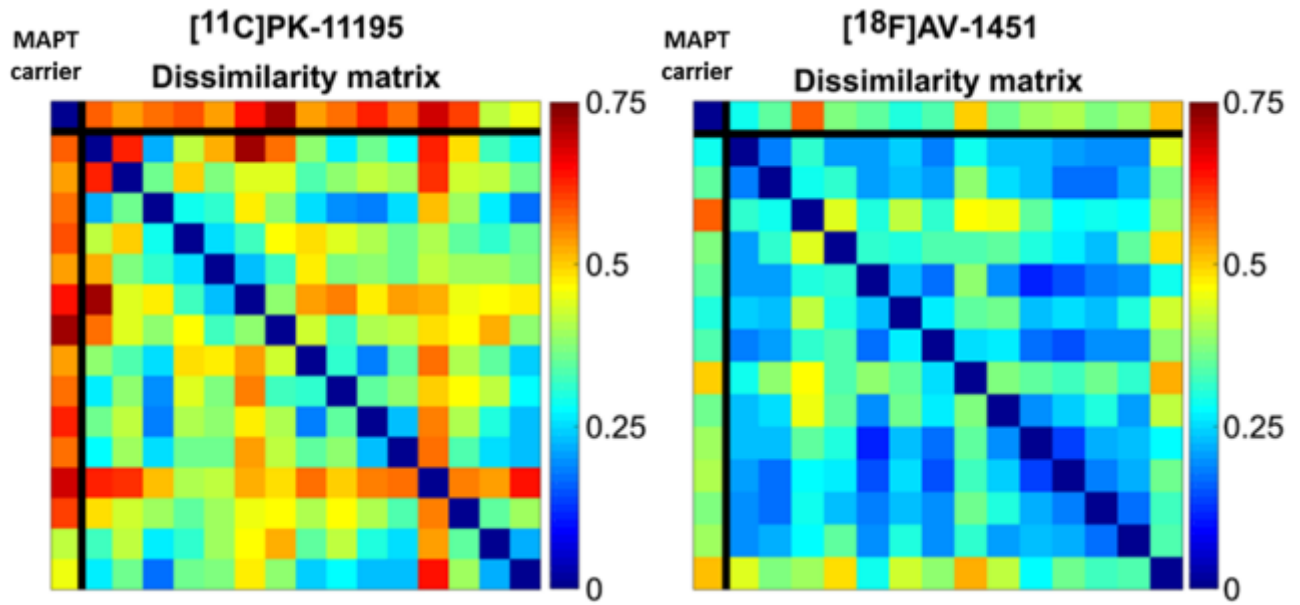 MAPT
carrier
[11C]PK-11195
Dissimilarity matrix
0.75
0.5
0.25
0
MAPT
carrier
[18F]AV-1451
Dissimilarity matrix
0.75
0.5
0.25
0